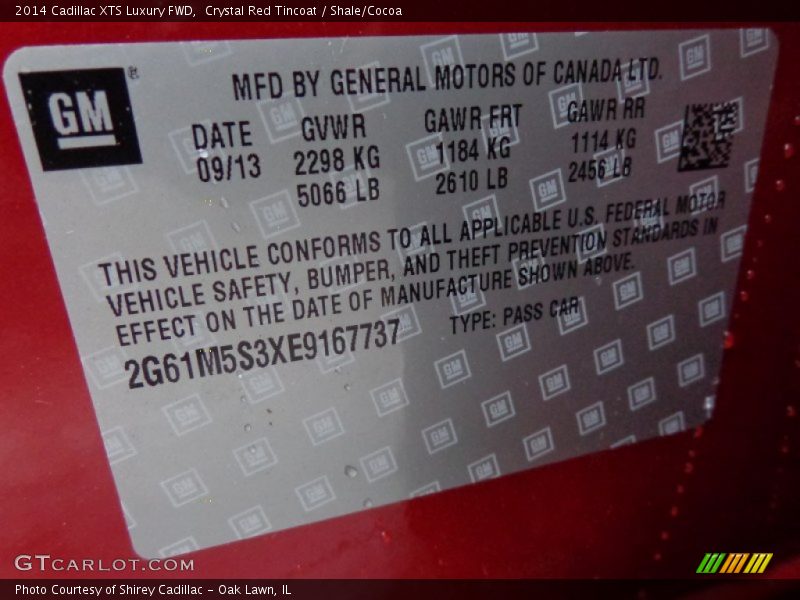 2014 Cadillac XTS Luxury FWD,  Crystal Red Tincoat / Shale/Cocoa
GM
MFD BY GENERAL MOTORS OF CANADA LTD.
DATE GVWR GAWR FRT GAWR RR
09/13 2298 KG 1184 KG 1114 KG
5066 LB 2610 LB 2456 LB
THIS VEHICLE CONFORMS TO ALL APPLICABLE U.S. FEDERAL MOTOR
VEHICLE SAFETY, BUMPER, AND THEFT PREVENTION STANDARDS IN
EFFECT ON THE DATE OF MANUFACTURE SHOWN ABOVE.
2G61M5S3XE9167737 TYPE: PASS CAR
GTCARLOT.COM
Photo Courtesy of Shirey Cadillac - Oak Lawn, IL